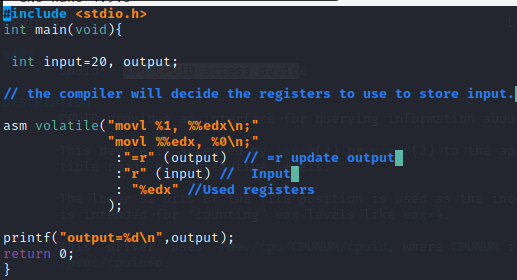 #include <stdio.h>
int main(void){
int input=20, output;
// the compiler will decide the registers to use to store input.
asm volatile("movl %1, %%edx\n;"
"movl %%edx, %0\n;"
:"=r" (output) // =r update output
:"r" (input) // Input
: "%edx" //Used registers
);
printf("output=%d\n",output);
return 0;
}